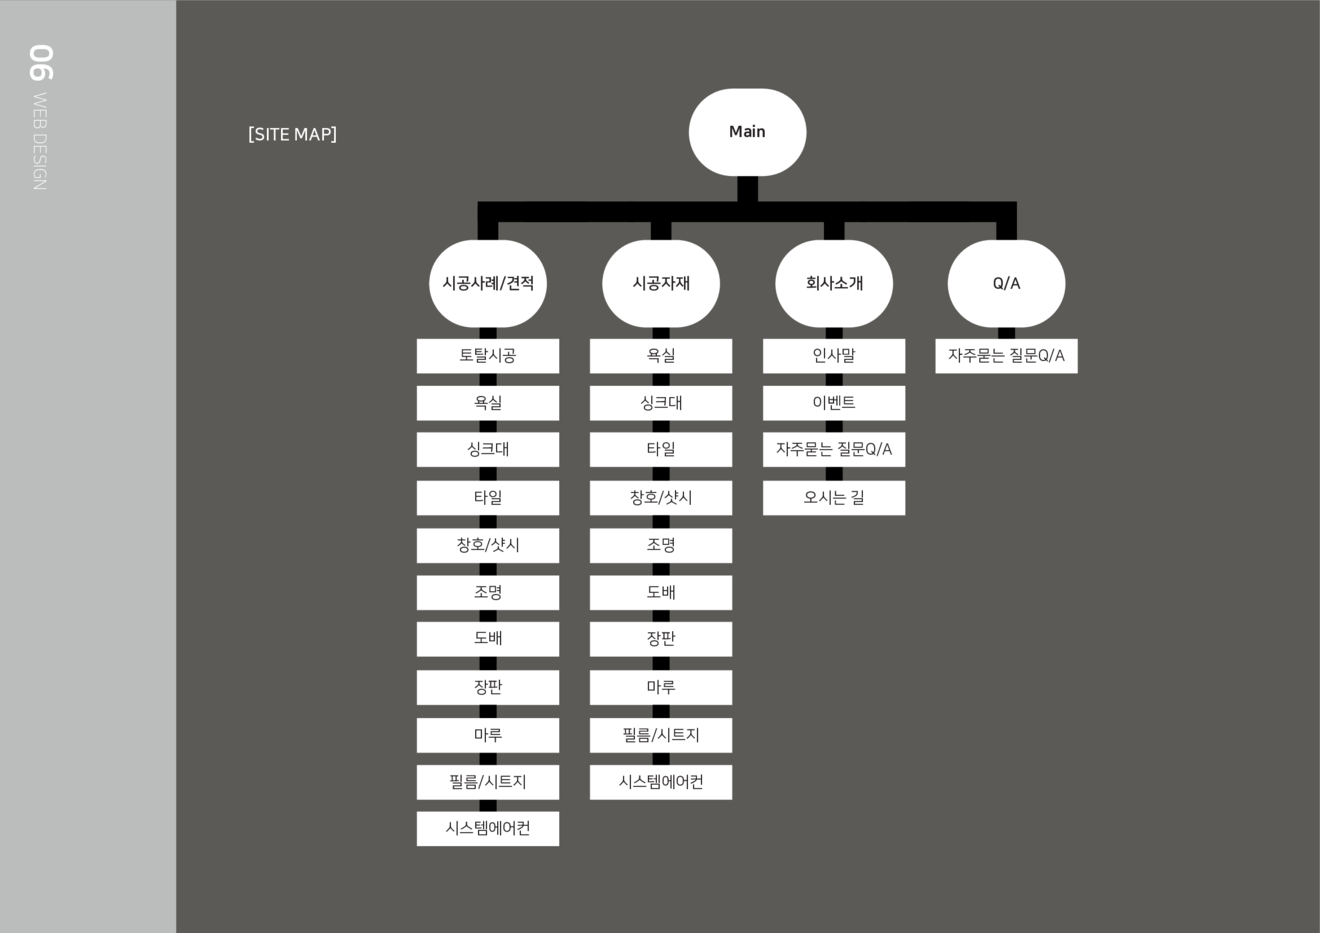 06 WEB DESIGN
[SITE MAP]
Main
시공사례/견적
토탈시공
욕실
싱크대
타일
창호/샷시
조명
도배
장판
마루
필름/시트지
시스템에어컨
시공자재
욕실
싱크대
타일
창호/샷시
조명
도배
장판
마루
필름/시트지
시스템에어컨
회사소개
인사말
이벤트
자주묻는 질문Q/A
오시는 길
Q/A
자주묻는 질문Q/A